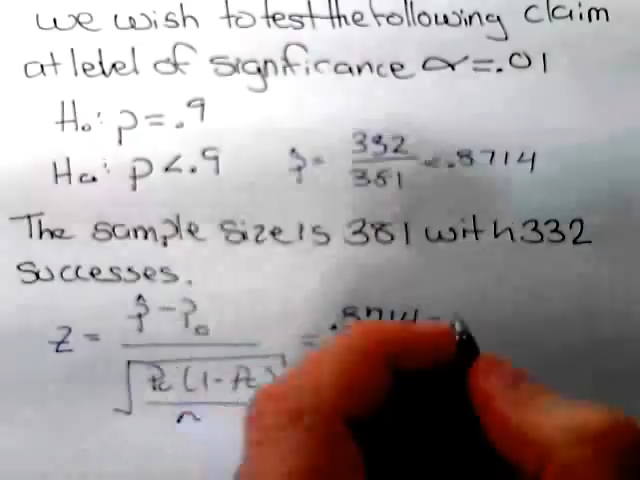 we wish to test the following claim
at level of significance α = .01
H₀: p = .9
Hₐ: p < .9 p̂ = 332/381 = .8714
The sample size is 381 with 332
successes.
z = p̂ - p₀ / √(p₀(1 - p₀)/n) = .8714 -